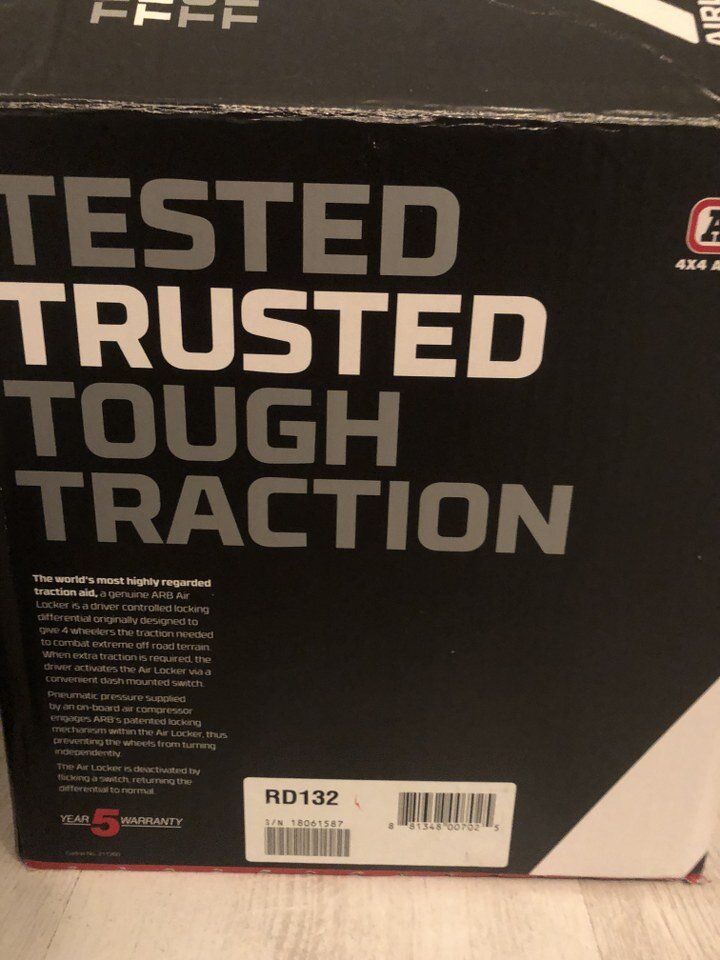 TESTED
TRUSTED
TOUGH
TRACTION
4X4
The world's most highly regarded
traction aid, a genuine ARB Air
Locker is a driver controlled locking
differential originally designed to
give 4 wheelers the traction needed
to combat extreme off road terrain.
When extra traction is required, the
driver activates the Air Locker via a
convenient dash mounted switch.
Pneumatic pressure supplied
by an on-board air compressor
engages ARB's patented locking
mechanism within the Air Locker, thus
preventing the wheels from turning
independently.
The Air Locker is deactivated by
flicking a switch, returning the
differential to normal.
YEAR 5 WARRANTY
RD132
S/N 18061587
8 81348 00702 5